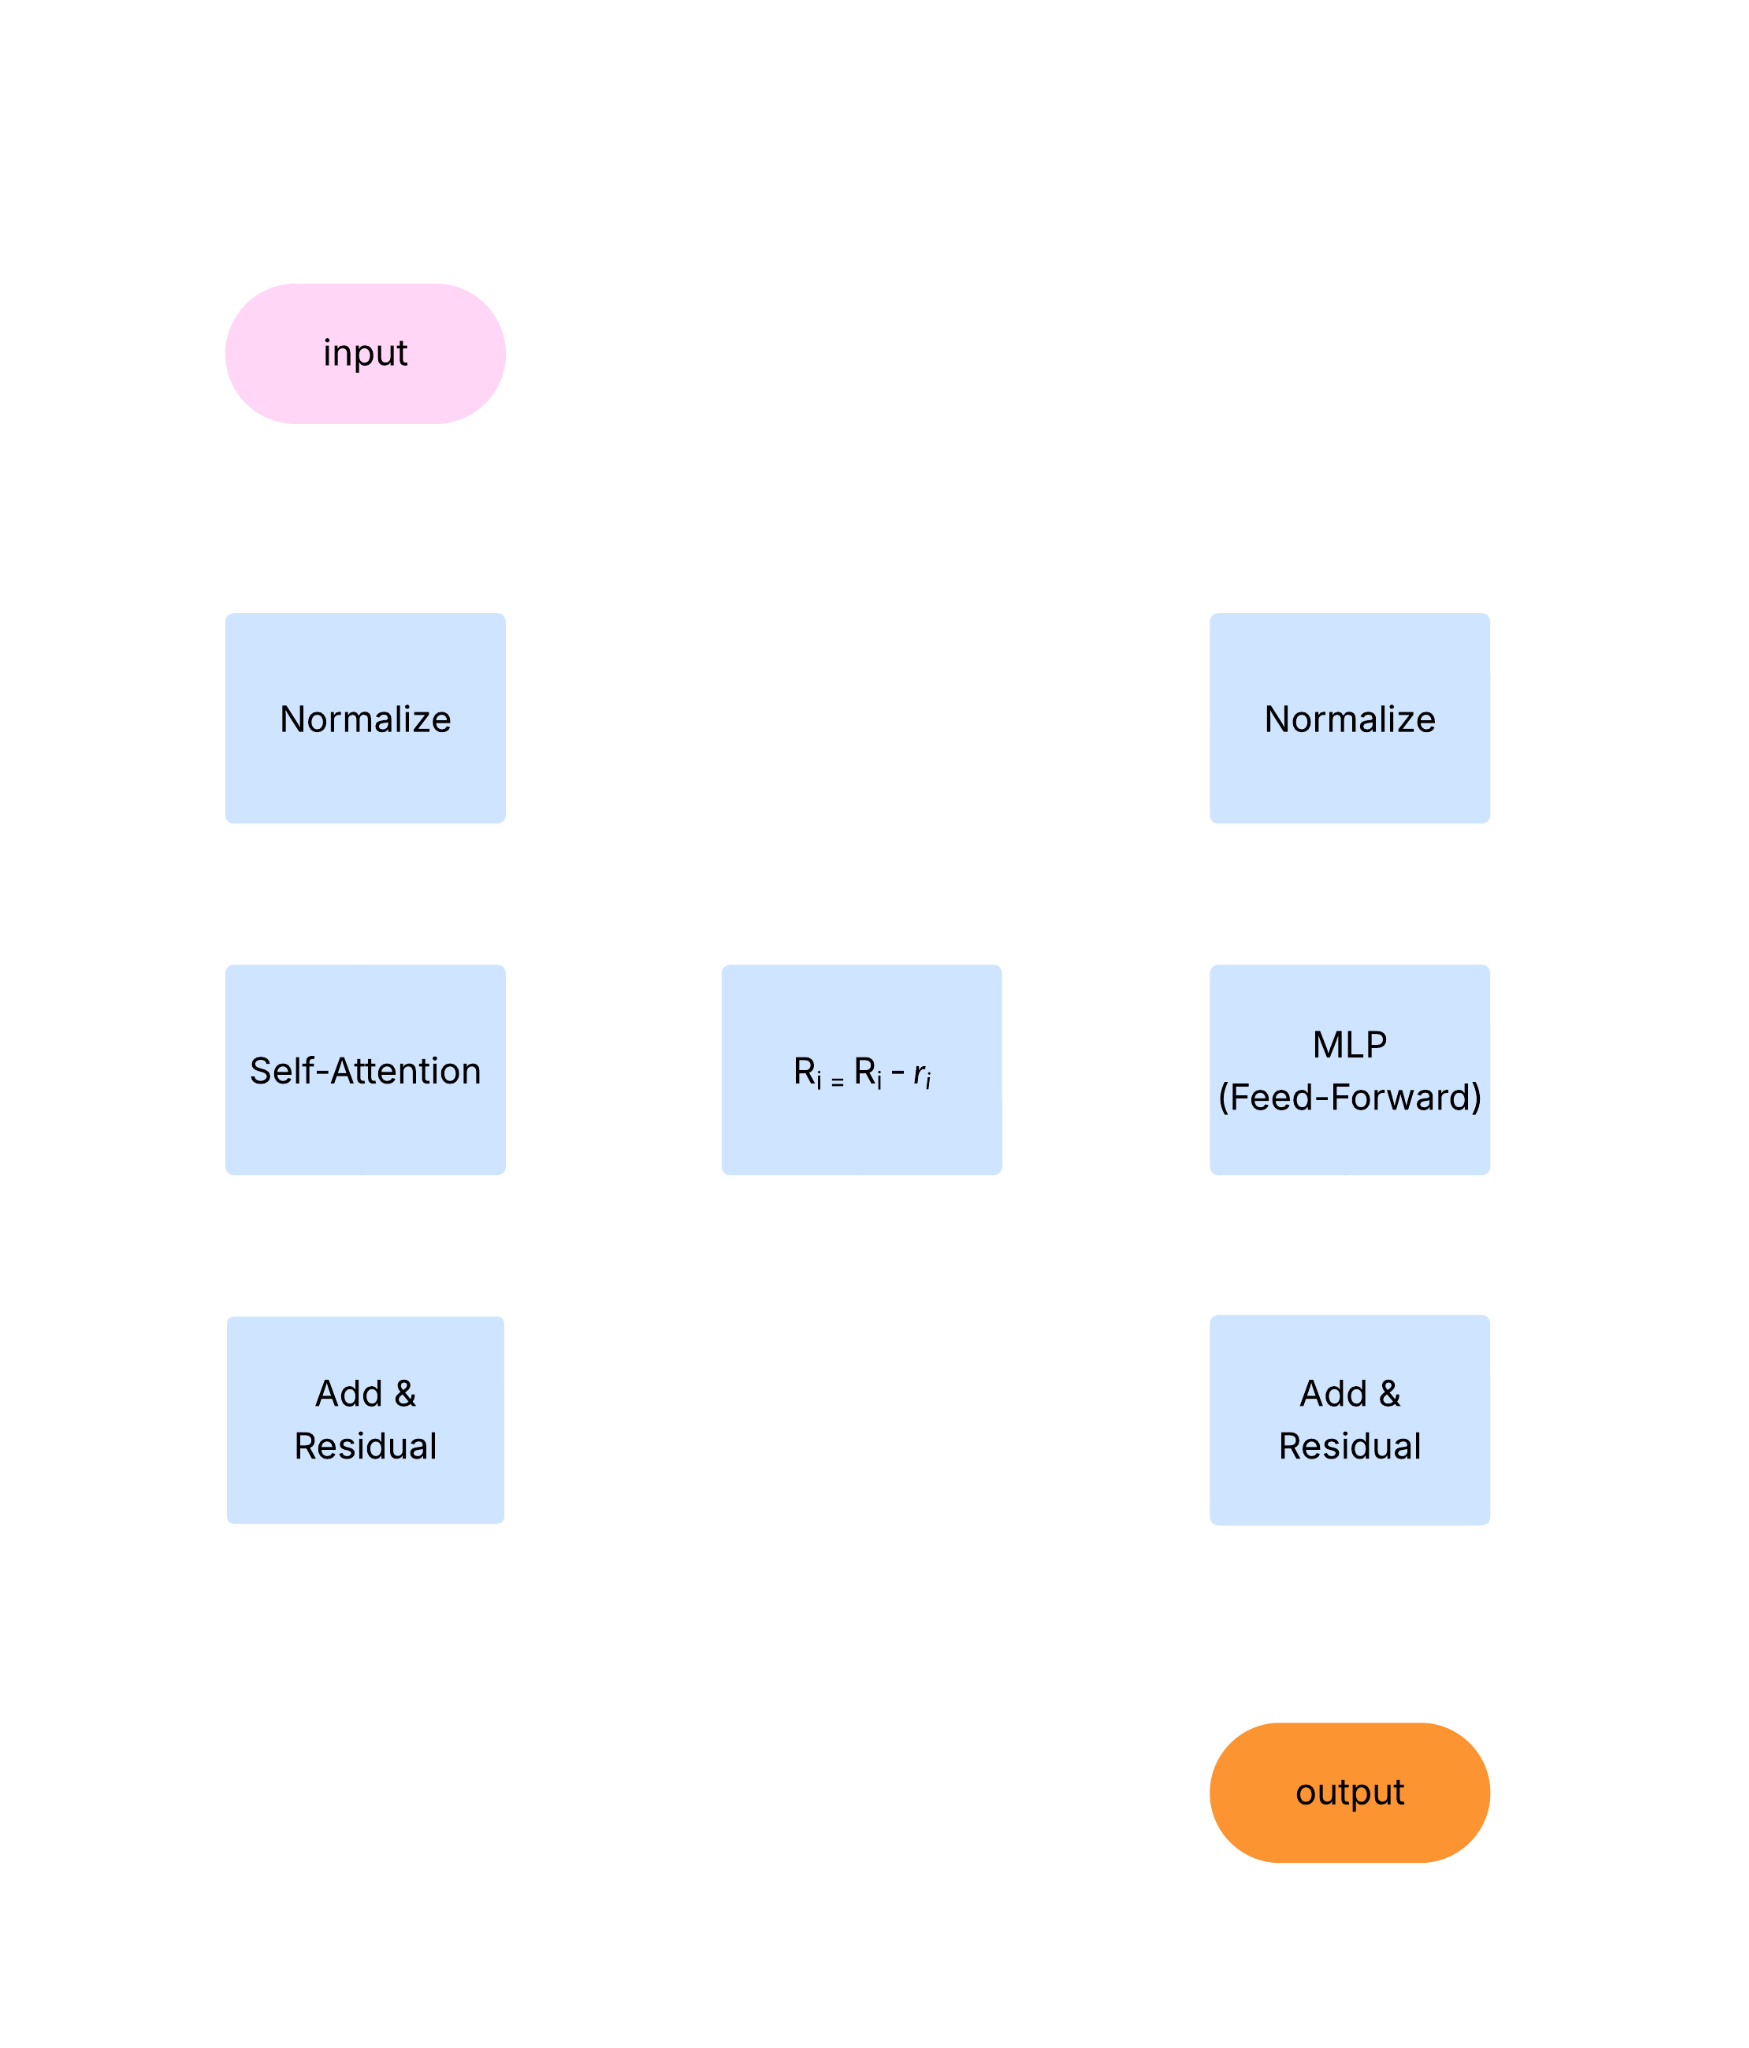 input
Normalize
Normalize
Self-Attention
Rᵢ ₌ Rᵢ - rᵢ
MLP
(Feed-Forward)
Add &
Residual
Add &
Residual
output